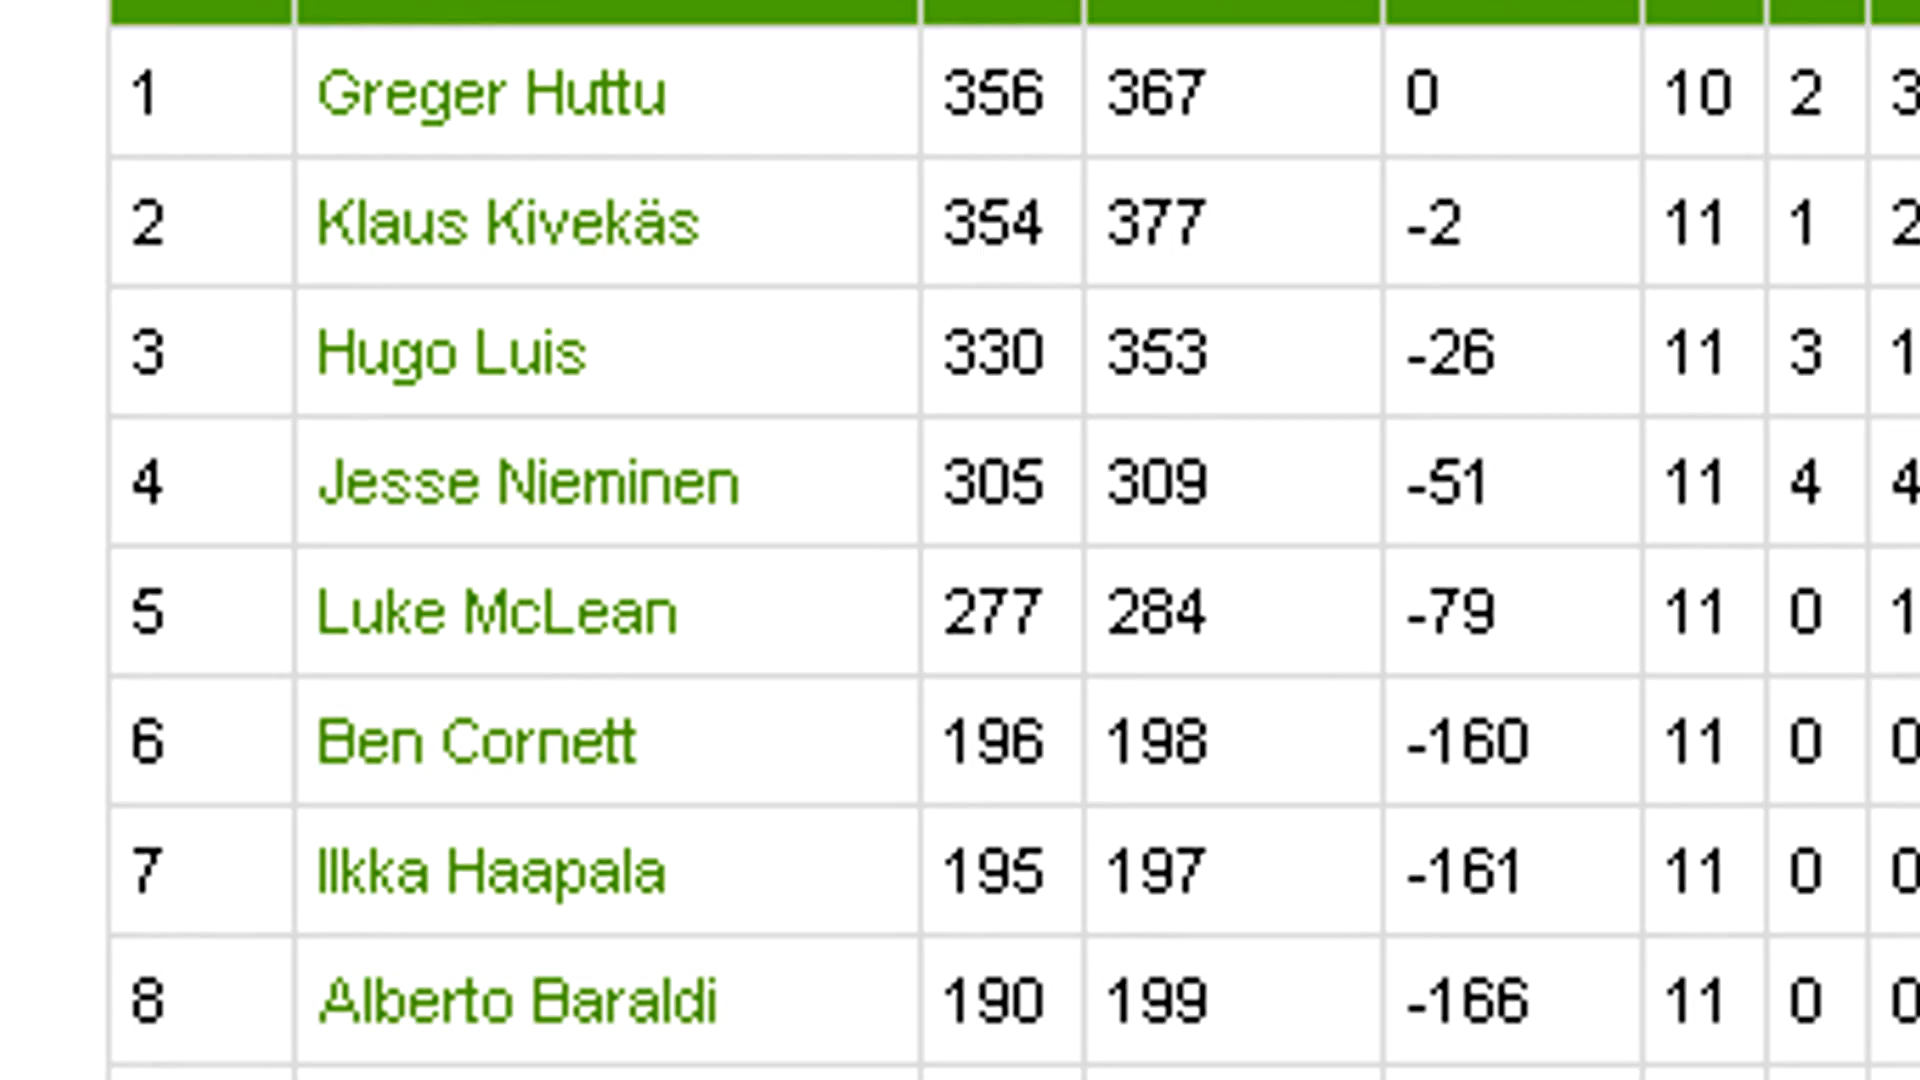 1 Greger Huttu 356 367 0 10 2 3
2 Klaus Kivekäs 354 377 -2 11 1 2
3 Hugo Luis 330 353 -26 11 3 1
4 Jesse Nieminen 305 309 -51 11 4 4
5 Luke McLean 277 284 -79 11 0 1
6 Ben Cornett 196 198 -160 11 0 0
7 Ilkka Haapala 195 197 -161 11 0 0
8 Alberto Baraldi 190 199 -166 11 0 0